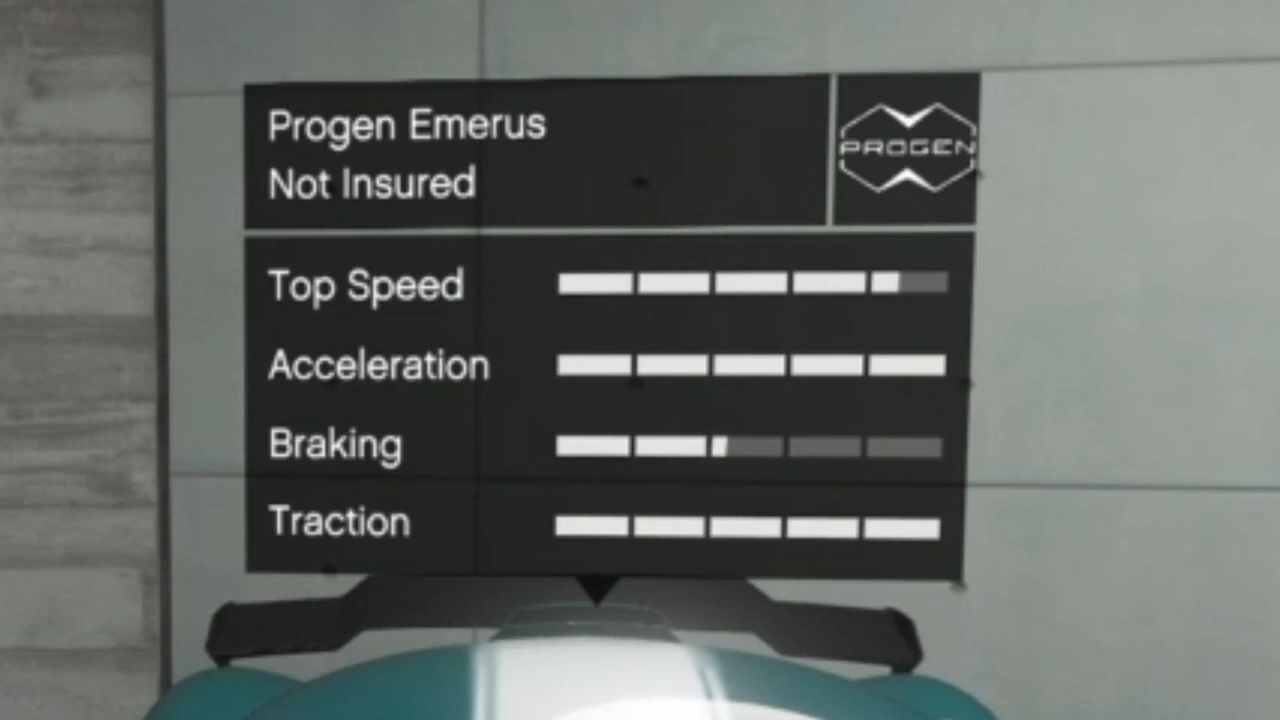 Progen Emerus
Not Insured
PROGEN
Top Speed
Acceleration
Braking
Traction